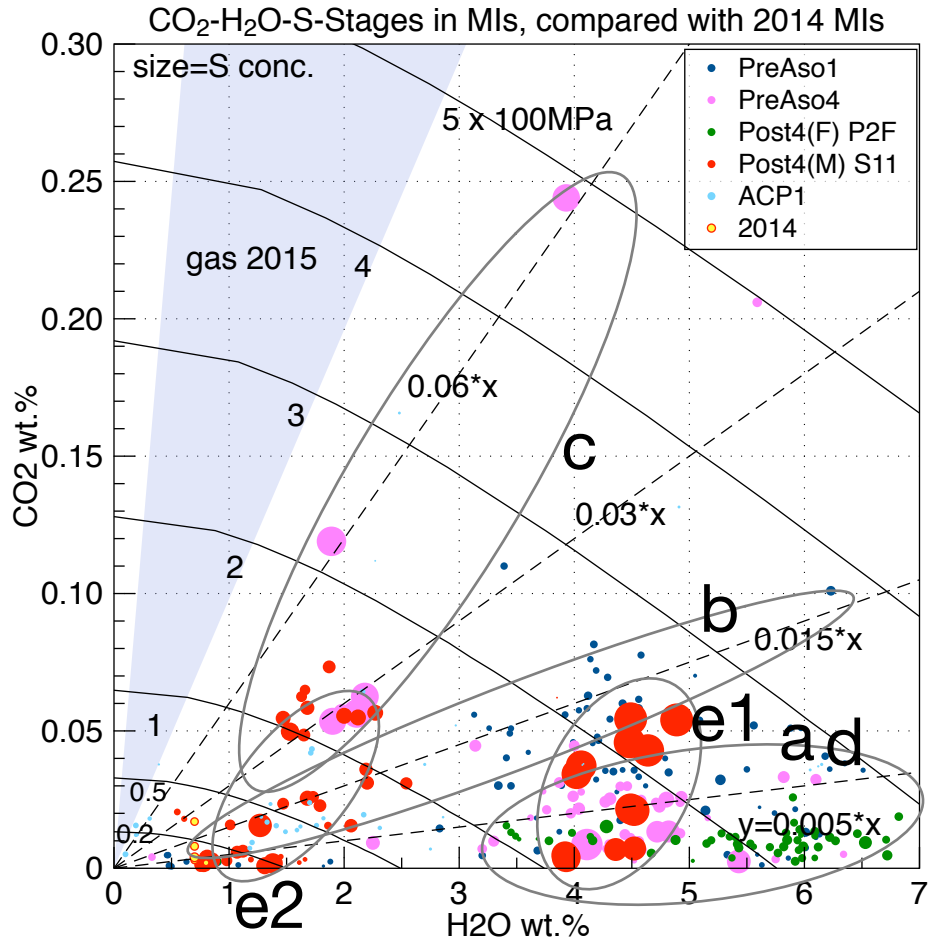 CO2-H2O-S-Stages in MIs, compared with 2014 MIs
0.30
size=S conc.
PreAso1
PreAso4
Post4(F) P2F
Post4(M) S11
ACP1
2014
5 x 100MPa
0.25
gas 2015
4
0.20
0.06*x
3
c
0.15
CO2 wt.%
0.03*x
2
0.10
b
0.015*x
1
0.05
e1
a d
0.5
0.2
y=0.005*x
0
0 1 2 3 4 5 6 7
e2
H2O wt.%